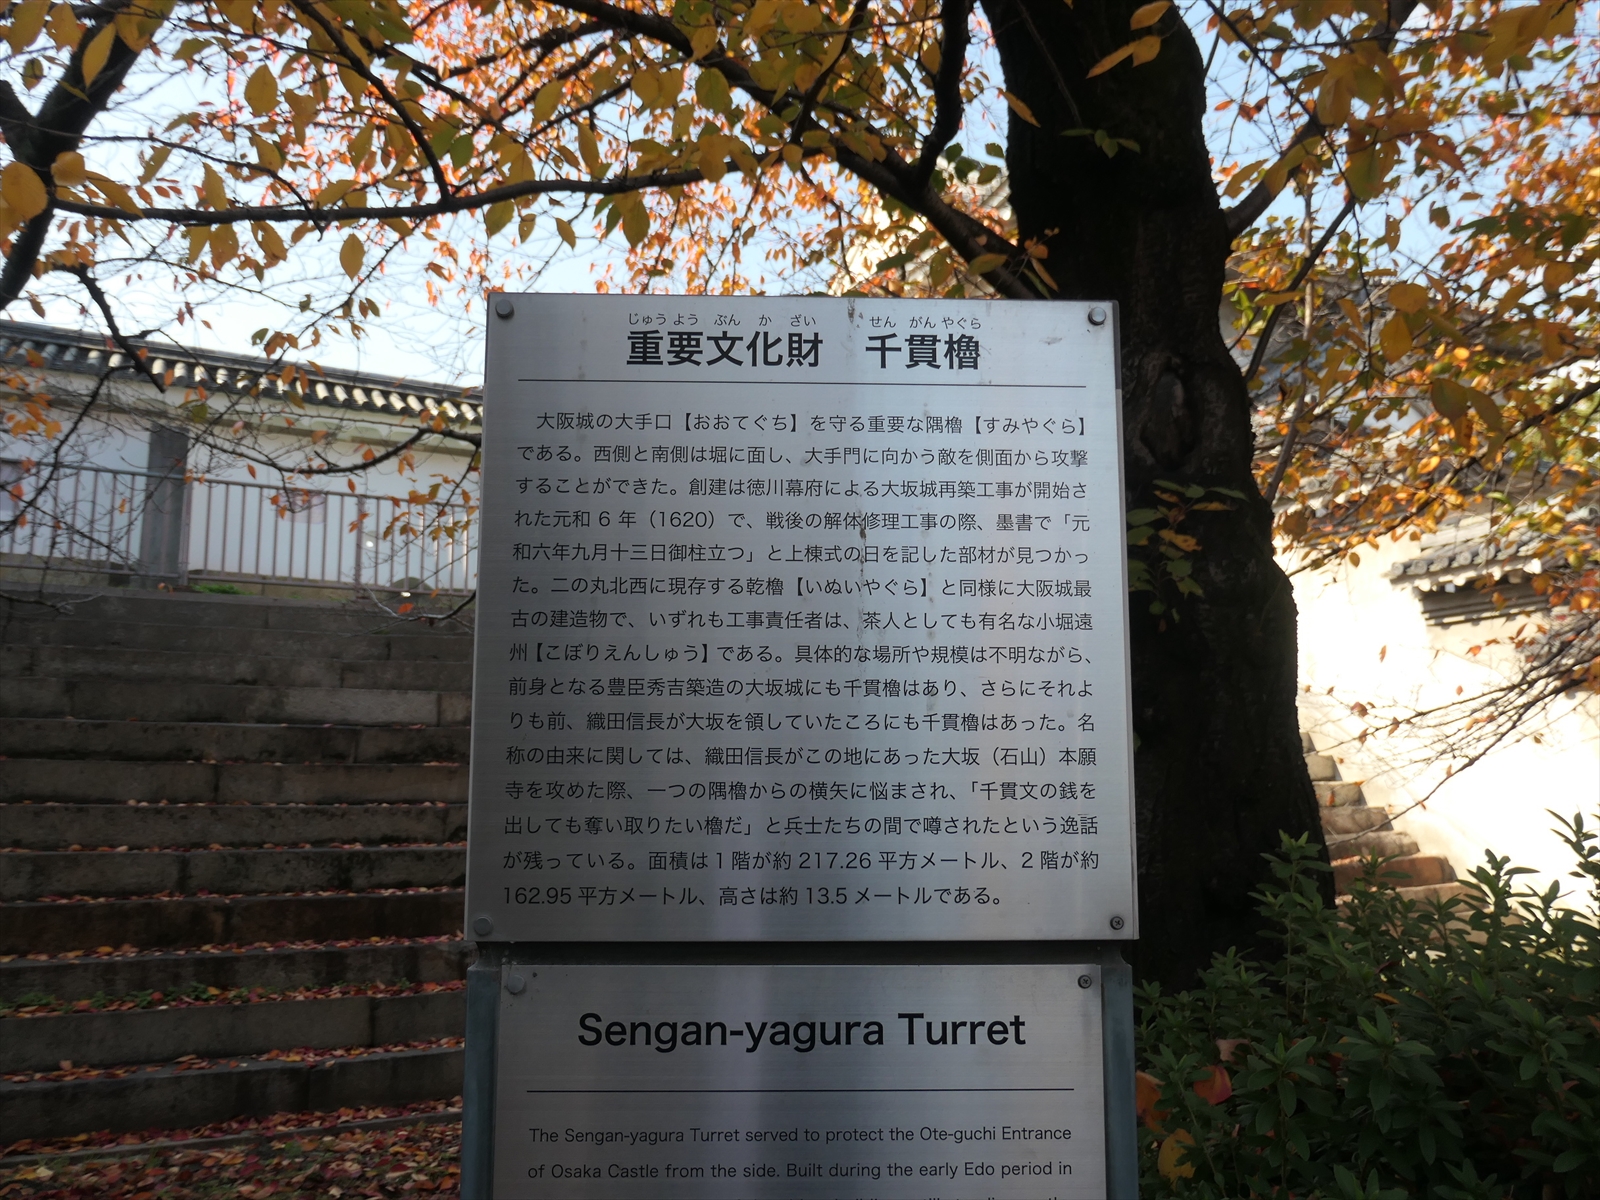 じゅうようぶんかざい せんがんやぐら
重要文化財 千貫櫓
大阪城の大手口【おおてぐち】を守る重要な隅櫓【すみやぐら】
である。西側と南側は堀に面し、大手門に向かう敵を側面から攻撃
することができた。創建は徳川幕府による大坂城再築工事が開始さ
れた元和 6 年（1620）で、戦後の解体修理工事の際、墨書で「元
和六年九月十三日御柱立つ」と上棟式の日を記した部材が見つかっ
た。二の丸北西に現存する乾櫓【いぬいやぐら】と同様に大阪城最
古の建造物で、いずれも工事責任者は、茶人としても有名な小堀遠
州【こぼりえんしゅう】である。具体的な場所や規模は不明ながら、
前身となる豊臣秀吉築造の大坂城にも千貫櫓はあり、さらにそれよ
りも前、織田信長が大坂を領していたころにも千貫櫓はあった。名
称の由来に関しては、織田信長がこの地にあった大坂（石山）本願
寺を攻めた際、一つの隅櫓からの横矢に悩まされ、「千貫文の銭を
出しても奪い取りたい櫓だ」と兵士たちの間で噂されたという逸話
が残っている。面積は 1 階が約 217.26 平方メートル、2 階が約
162.95 平方メートル、高さは約 13.5 メートルである。
Sengan-yagura Turret
The Sengan-yagura Turret served to protect the Ote-guchi Entrance
of Osaka Castle from the side. Built during the early Edo period in